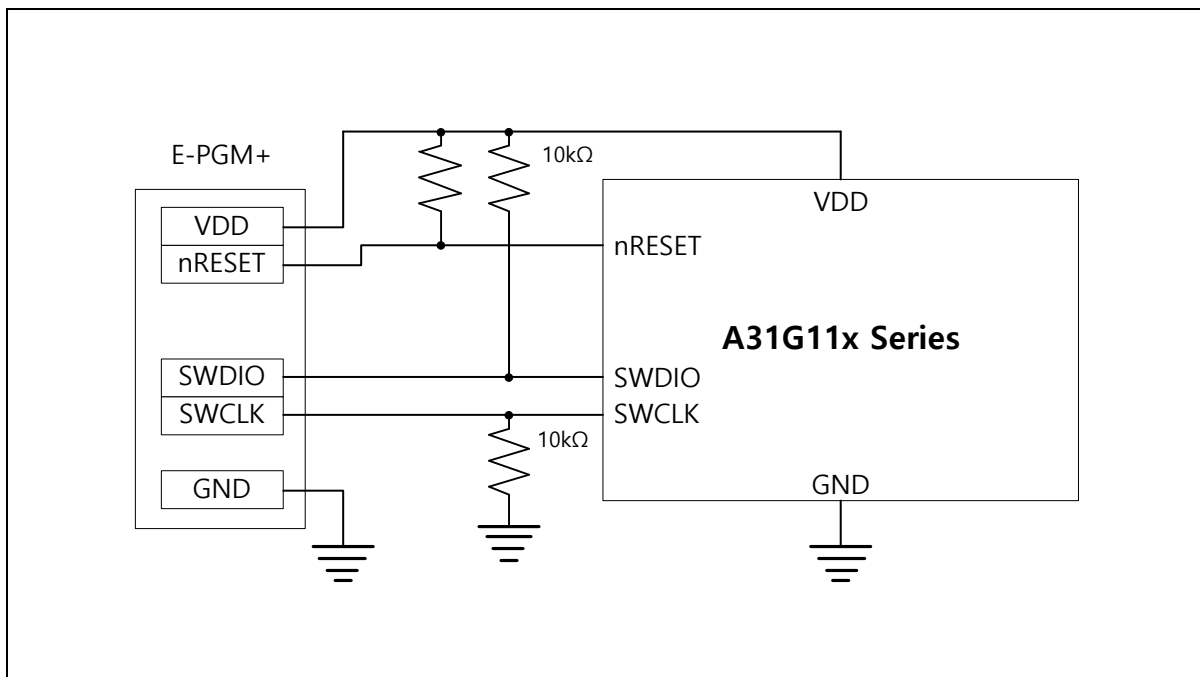 E-PGM+
10kΩ
VDD
VDD
nRESET
nRESET
A31G11x Series
SWDIO
SWDIO
SWCLK
SWCLK
10kΩ
GND
GND